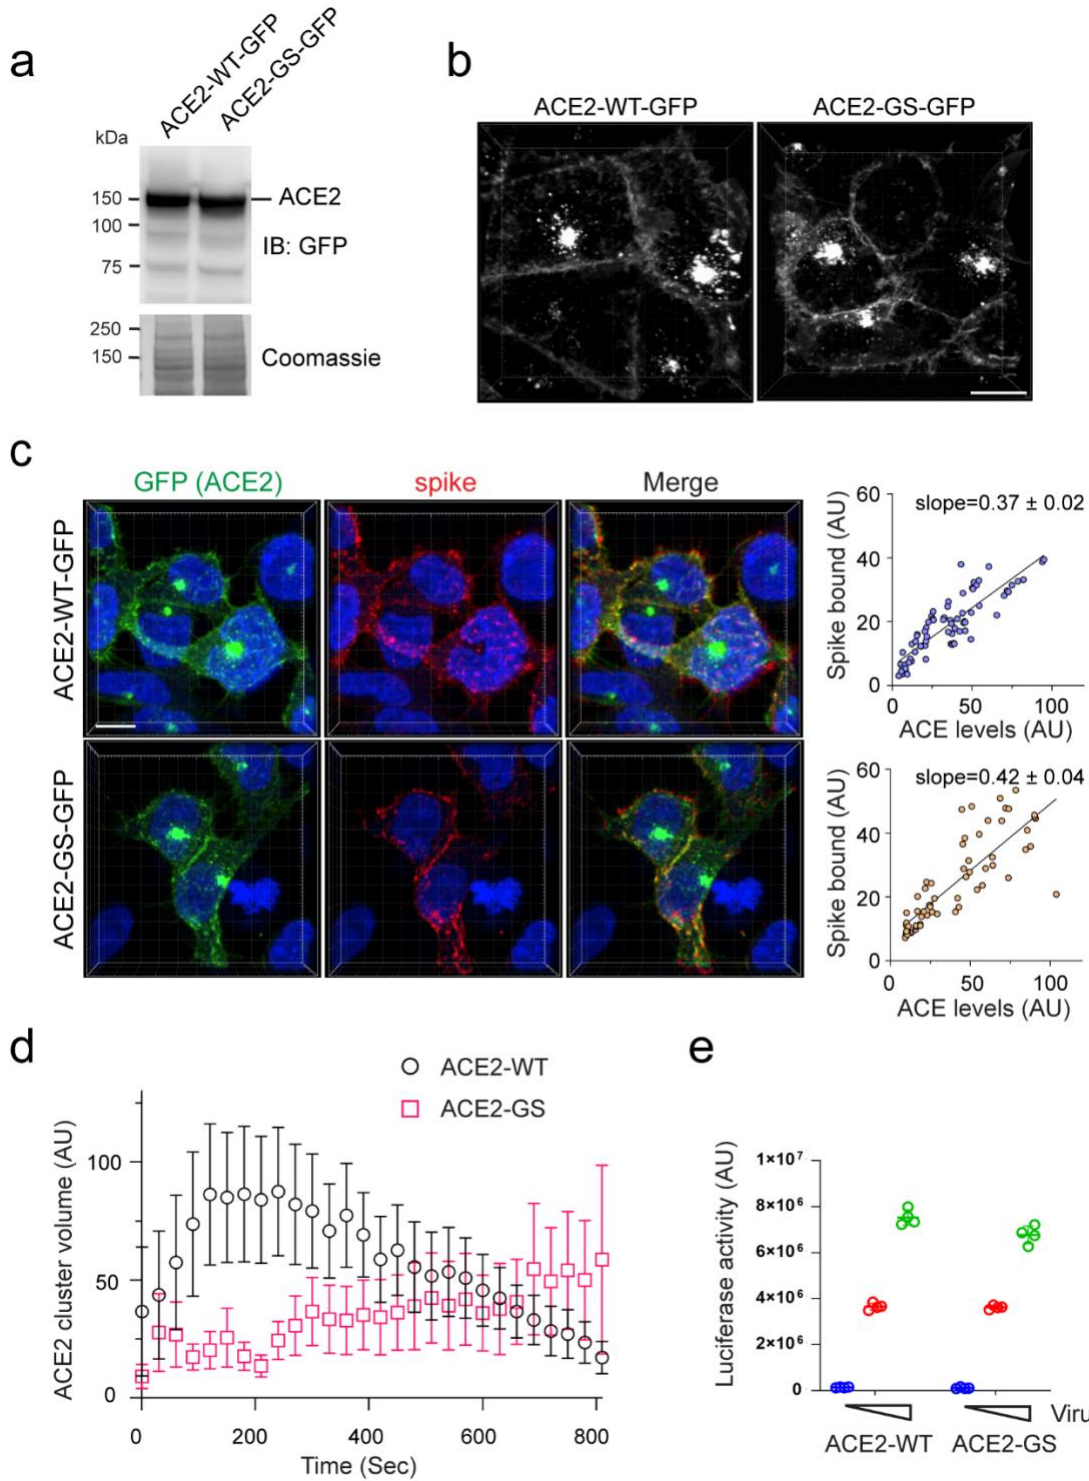 a
ACE2-WT-GFP
ACE2-GS-GFP
kDa
150
ACE2
100
IB: GFP
75
250
150
Coomassie
b
ACE2-WT-GFP
ACE2-GS-GFP
c
GFP (ACE2)
spike
Merge
ACE2-WT-GFP
ACE2-GS-GFP
slope=0.37 ± 0.02
Spike bound (AU)
60
40
20
0
0
50
100
ACE levels (AU)
slope=0.42 ± 0.04
Spike bound (AU)
60
40
20
0
0
50
100
ACE levels (AU)
d
ACE2-WT
ACE2-GS
ACE2 cluster volume (AU)
100
50
0
0
200
400
600
800
Time (Sec)
e
Luciferase activity (AU)
1×10⁷
8×10⁶
6×10⁶
4×10⁶
2×10⁶
0
Viru
ACE2-WT
ACE2-GS